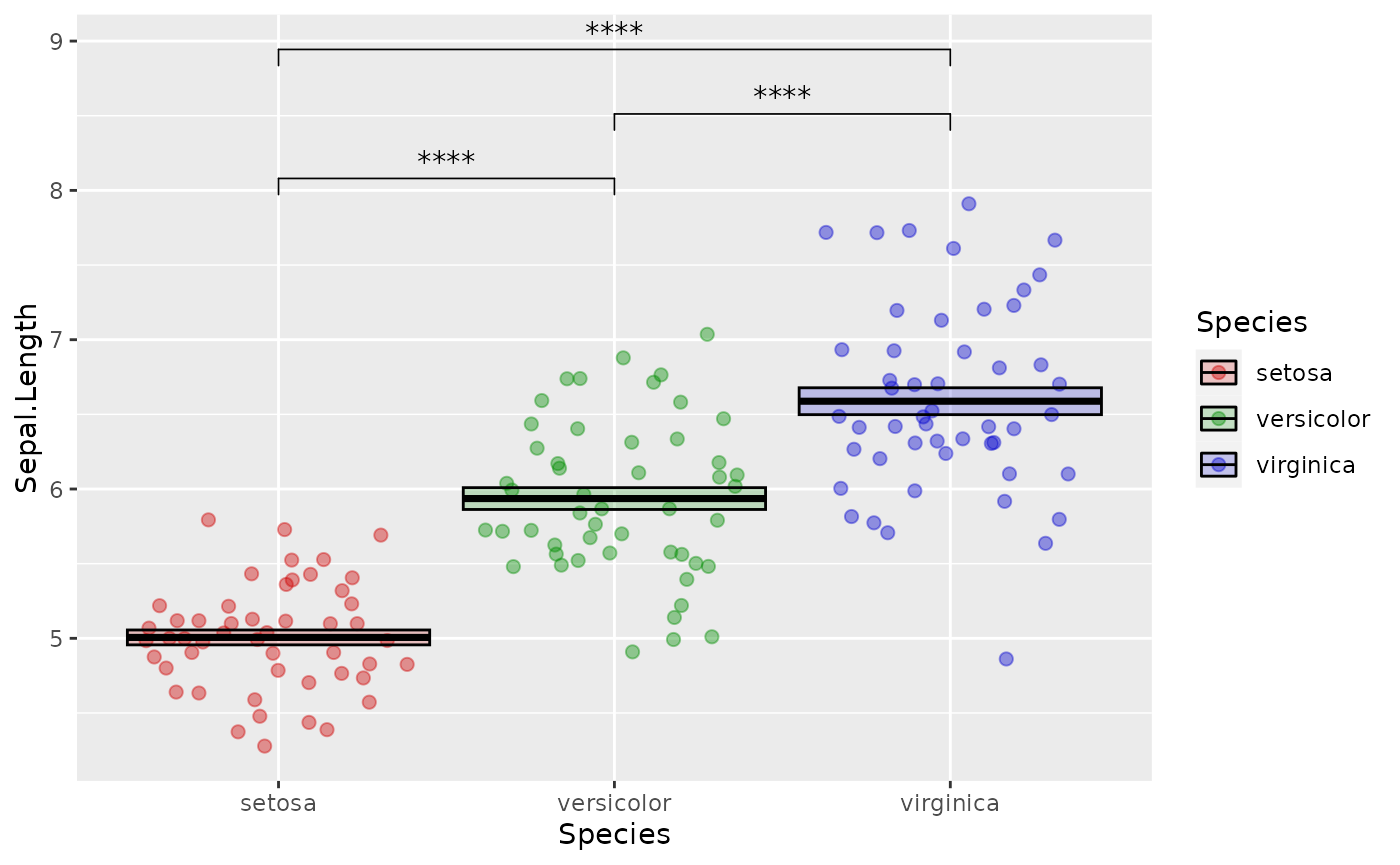 ****
9
****
****
8
7
6
5
Sepal.Length
Species
setosa
versicolor
virginica
setosa versicolor virginica
Species